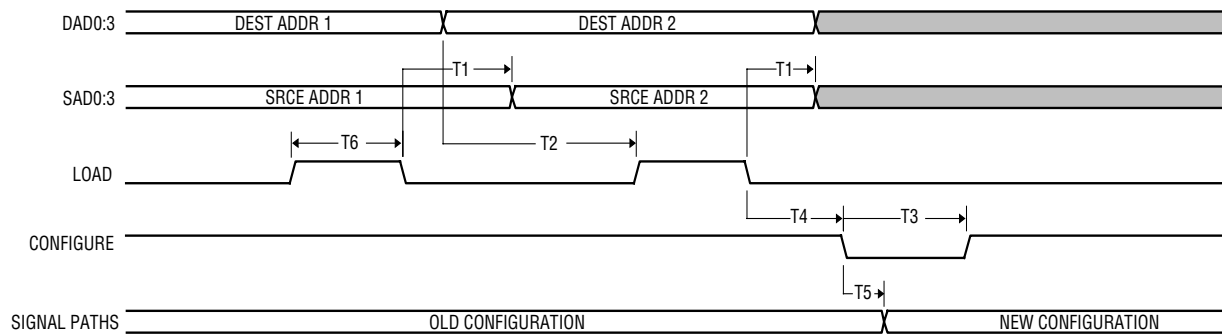 DAD0:3 DEST ADDR 1 DEST ADDR 2
T1 T1
SAD0:3 SRCE ADDR 1 SRCE ADDR 2
T6 T2
LOAD
T4 T3
CONFIGURE
T5
SIGNAL PATHS OLD CONFIGURATION NEW CONFIGURATION